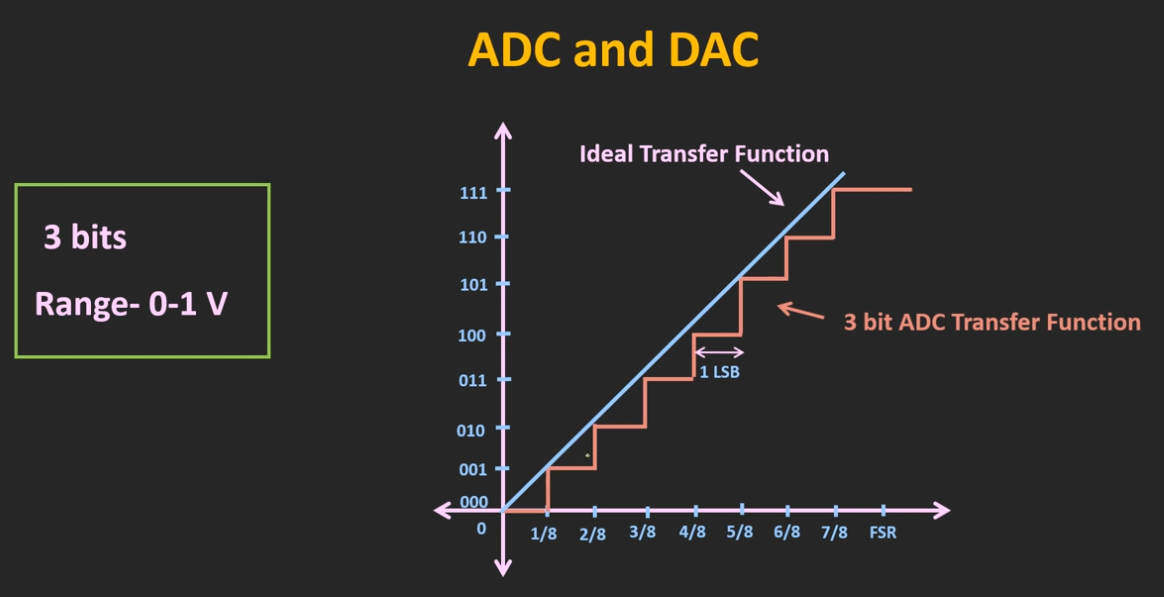 ADC and DAC
3 bits
Range- 0-1 V
Ideal Transfer Function
3 bit ADC Transfer Function
1 LSB
111
110
101
100
011
010
001
000
0
1/8 2/8 3/8 4/8 5/8 6/8 7/8 FSR